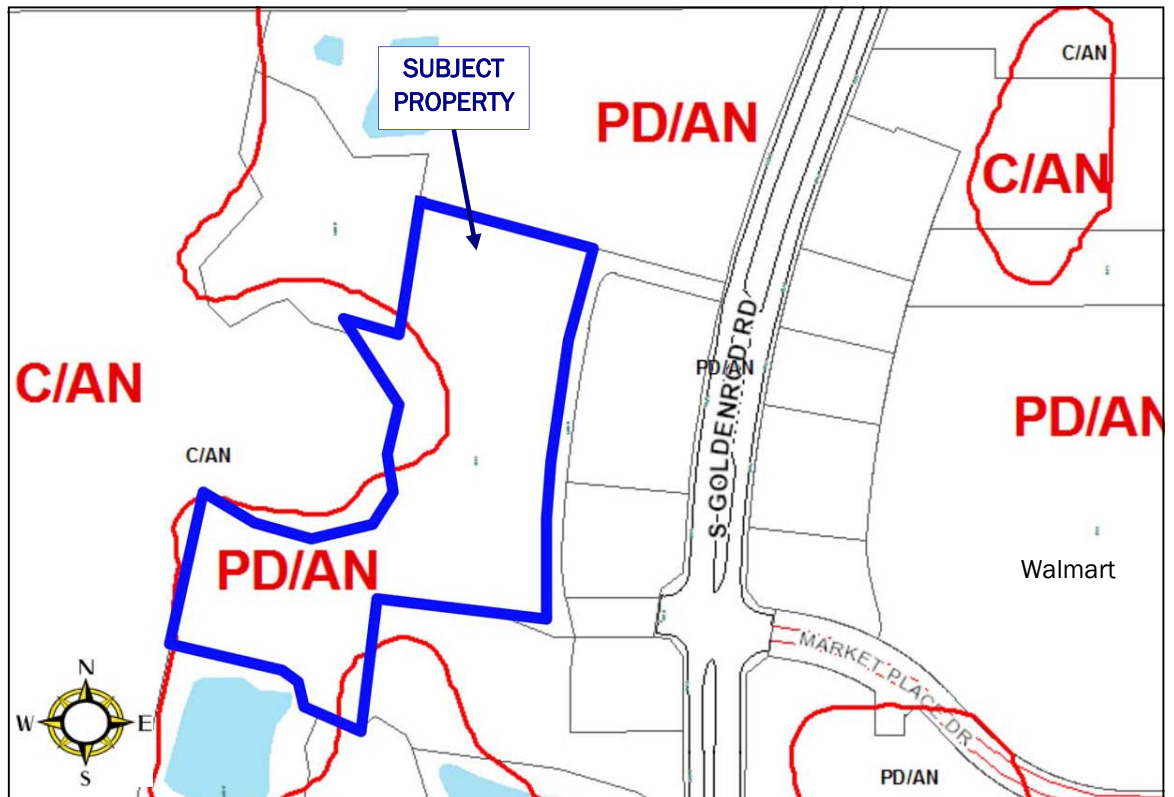 SUBJECT
PROPERTY
PD/AN
C/AN
C/AN
C/AN
PD/AN
S GOLDENROD RD
PD/AN
C/AN
PD/AN
Walmart
MARKET PLACE DR
PD/AN
N
W
E
S